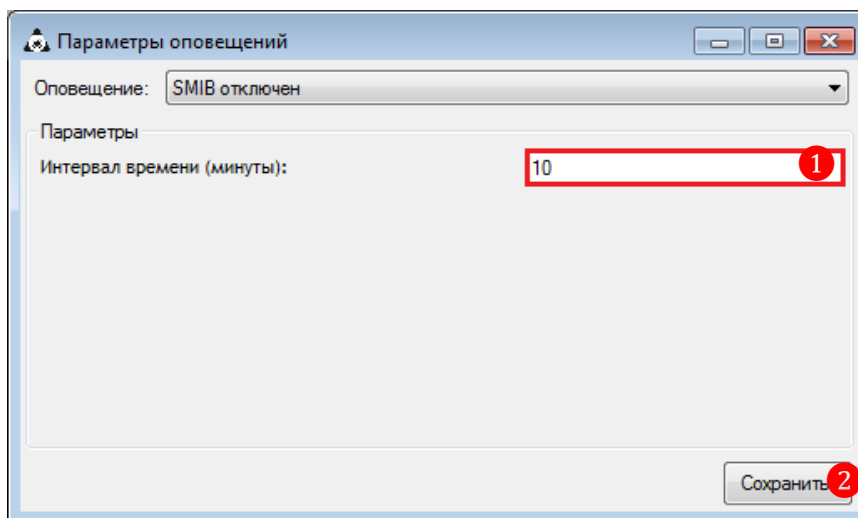 Параметры оповещений
Оповещение: SMIB отключен
Параметры
Интервал времени (минуты): 10 1
Сохранить 2